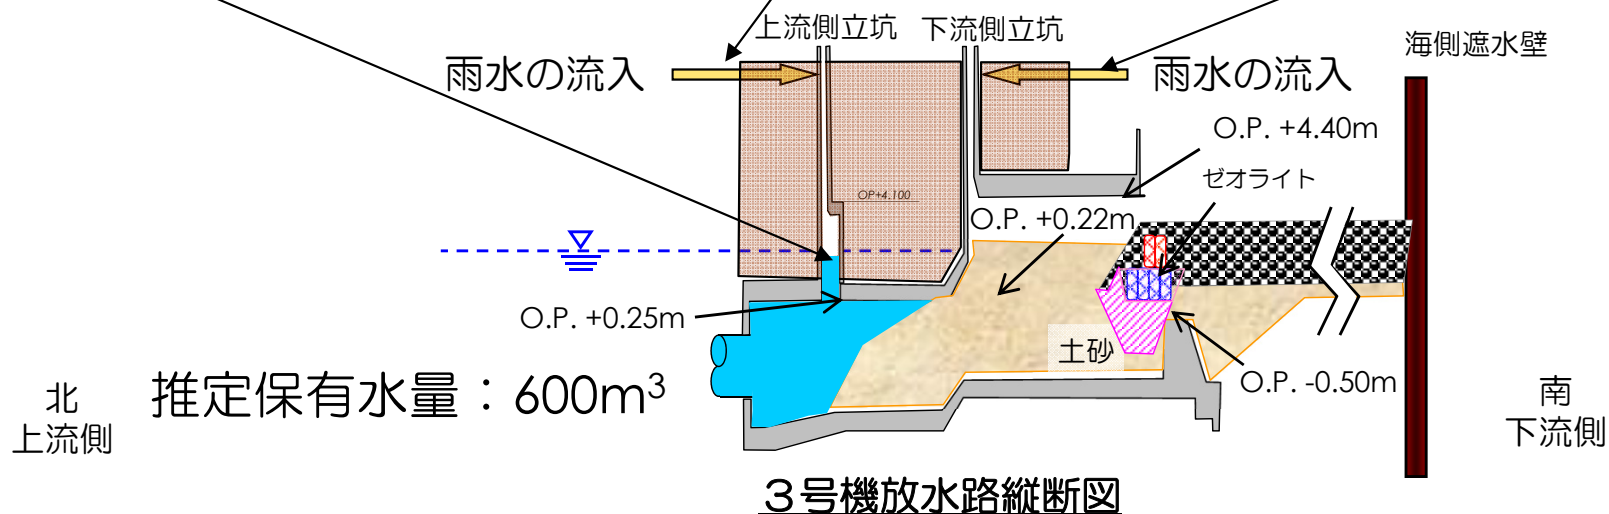 上流側立坑
下流側立坑
海側遮水壁
雨水の流入
雨水の流入
O.P. +4.40m
ゼオライト
OP+4.100
O.P. +0.22m
O.P. +0.25m
土砂
O.P. -0.50m
推定保有水量：600m³
北
上流側
南
下流側
３号機放水路縦断図